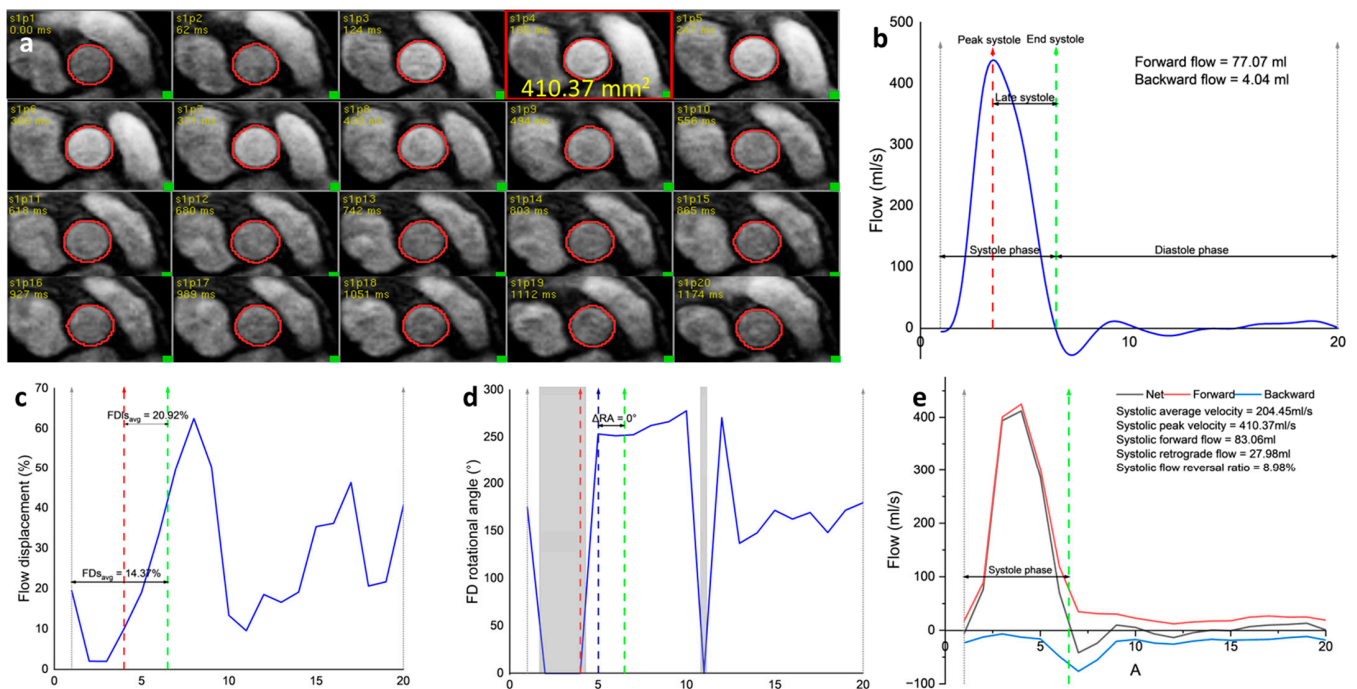 a
s1p1
0.00 ms
s1p2
62 ms
s1p3
124 ms
s1p4
s1p5
410.37 mm²
s1p7
s1p8
s1p9
494 ms
s1p10
556 ms
s1p11
618 ms
s1p12
680 ms
s1p13
742 ms
s1p14
803 ms
s1p15
865 ms
s1p16
927 ms
s1p17
989 ms
s1p18
1051 ms
s1p19
1112 ms
s1p20
1174 ms
b
500
400
300
200
100
0
Flow (ml/s)
Peak systole
End systole
Late systole
Forward flow = 77.07 ml
Backward flow = 4.04 ml
Systole phase
Diastole phase
0
10
20
c
70
60
50
40
30
20
10
0
Flow displacement (%)
FDlsavg = 20.92%
FDsavg = 14.37%
0
5
10
15
20
d
300
250
200
150
100
50
0
FD rotational angle (°)
ΔRA = 0°
0
5
10
15
20
e
400
300
200
100
0
−100
Flow (ml/s)
Net
Forward
Backward
Systolic average velocity = 204.45ml/s
Systolic peak velocity = 410.37ml/s
Systolic forward flow = 83.06ml
Systolic retrograde flow = 27.98ml
Systolic flow reversal ratio = 8.98%
Systole phase
0
5
10
15
20
A